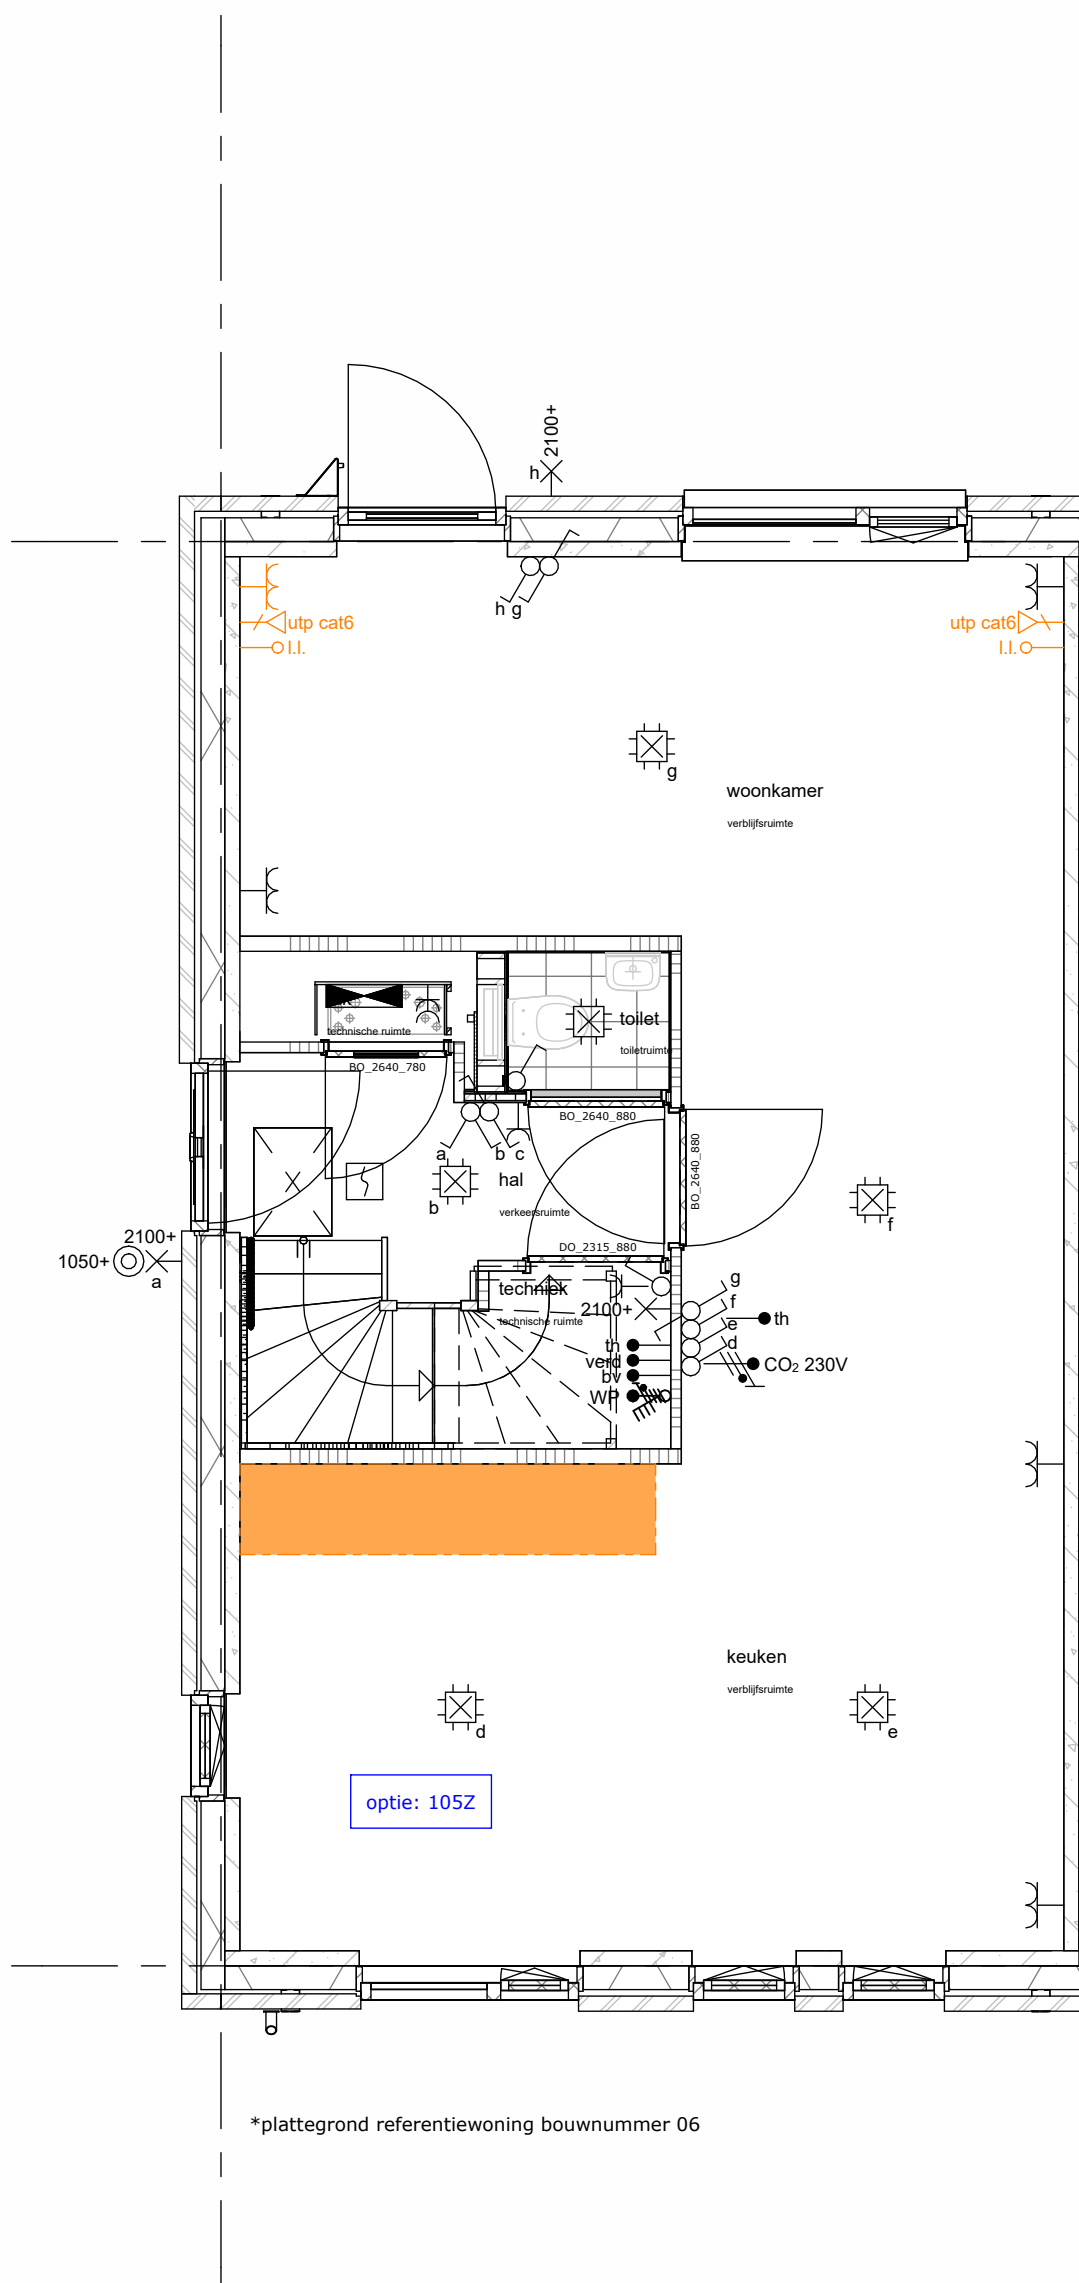 2100+
h
h g
utp cat6
l.l.
utp cat6
l.l.
g
woonkamer
verblijfsruimte
technische ruimte
BO_2640_780
toilet
toiletruimte
BO_2640_880
a
b
c
hal
b
verkeersruimte
BO_2640_880
f
2100+
1050+
a
DO_2315_880
techniek
2100+
technische ruimte
g
f
e
d
th
th
verd
bv
WP
CO₂ 230V
keuken
verblijfsruimte
d
e
optie: 105Z
*plattegrond referentiewoning bouwnummer 06